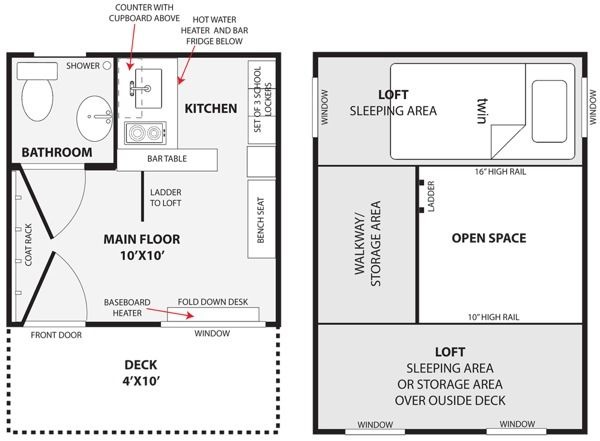 COUNTER WITH
CUPBOARD ABOVE
HOT WATER
HEATER AND BAR
FRIDGE BELOW
SHOWER
KITCHEN
SET OF 3 SCHOOL
LOCKERS
BATHROOM
BAR TABLE
LADDER
TO LOFT
COAT RACK
MAIN FLOOR
10'X10'
BENCH SEAT
BASEBOARD
HEATER
FOLD DOWN DESK
FRONT DOOR
WINDOW
DECK
4'X10'
LOFT
SLEEPING AREA
WINDOW
twin
WINDOW
16" HIGH RAIL
LADDER
WALKWAY/
STORAGE AREA
OPEN SPACE
10" HIGH RAIL
LOFT
SLEEPING AREA
OR STORAGE AREA
OVER OUSIDE DECK
WINDOW
WINDOW